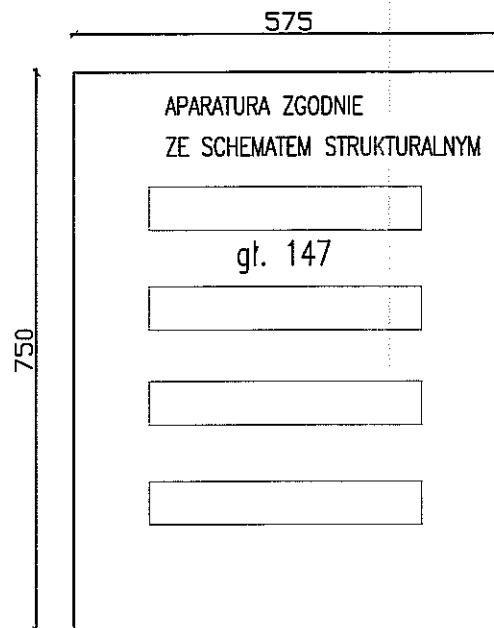 575
APARATURA ZGODNIE
ZE SCHEMATEM STRUKTURALNYM
gł. 147
750